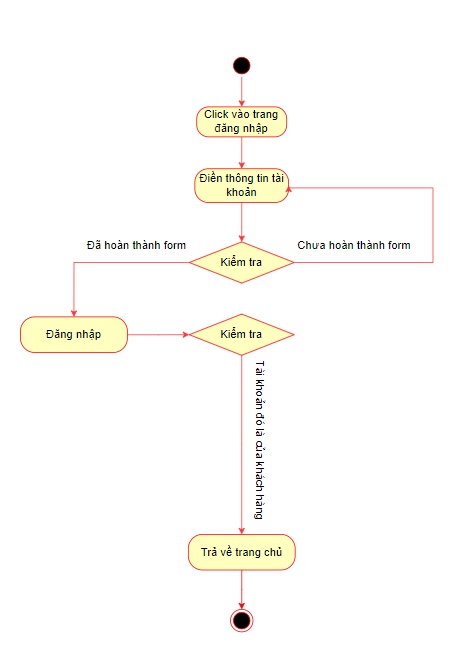 Click vào trang
đăng nhập
Điền thông tin tài
khoản
Đã hoàn thành form
Kiểm tra
Chưa hoàn thành form
Đăng nhập
Kiểm tra
Tài khoản đó là của khách hàng
Trả về trang chủ